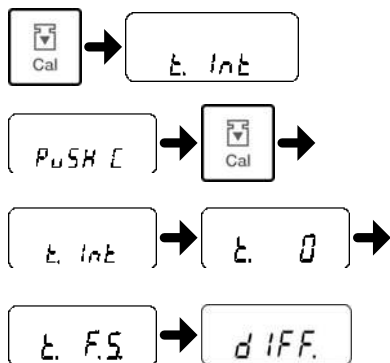 Cal t. Int
PuSH C Cal
t. Int t. 0
t. F.S. dIFF.